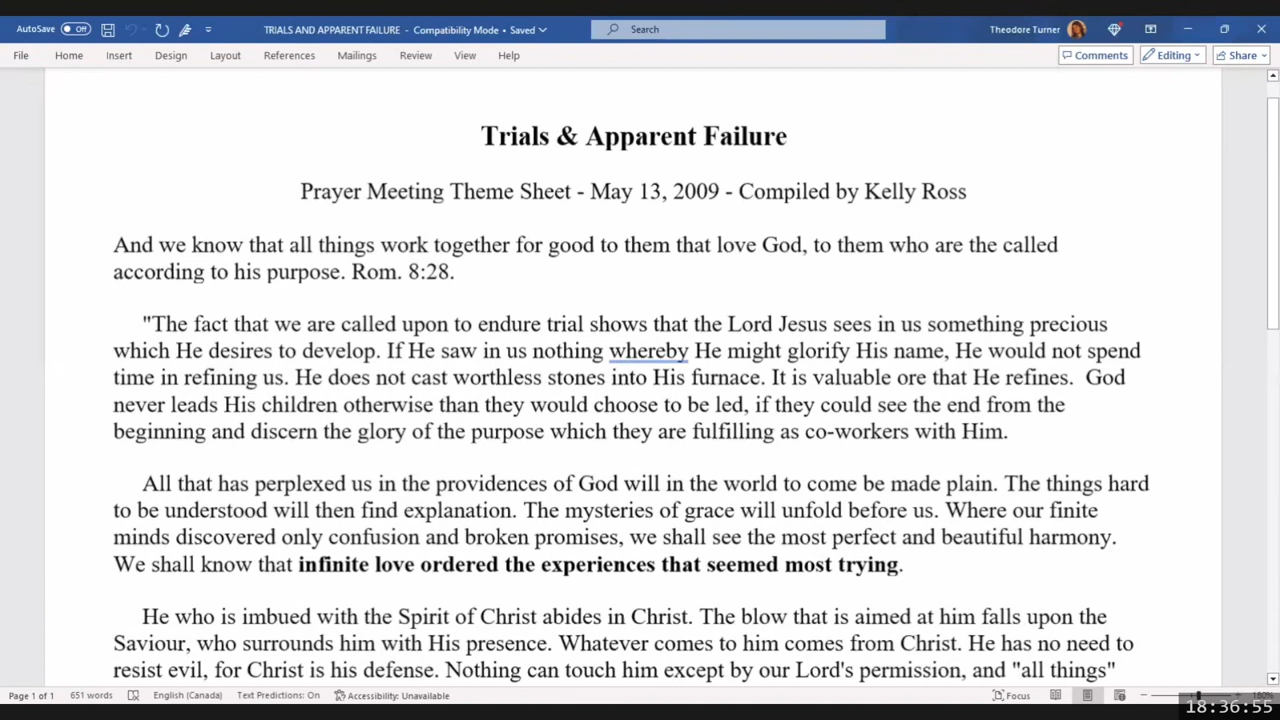 AutoSave Off TRIALS AND APPARENT FAILURE - Compatibility Mode • Saved Search Theodore Turner
File Home Insert Design Layout References Mailings Review View Help Comments Editing Share
Trials & Apparent Failure
Prayer Meeting Theme Sheet - May 13, 2009 - Compiled by Kelly Ross
And we know that all things work together for good to them that love God, to them who are the called
according to his purpose. Rom. 8:28.
"The fact that we are called upon to endure trial shows that the Lord Jesus sees in us something precious
which He desires to develop. If He saw in us nothing whereby He might glorify His name, He would not spend
time in refining us. He does not cast worthless stones into His furnace. It is valuable ore that He refines. God
never leads His children otherwise than they would choose to be led, if they could see the end from the
beginning and discern the glory of the purpose which they are fulfilling as co-workers with Him.
All that has perplexed us in the providences of God will in the world to come be made plain. The things hard
to be understood will then find explanation. The mysteries of grace will unfold before us. Where our finite
minds discovered only confusion and broken promises, we shall see the most perfect and beautiful harmony.
We shall know that infinite love ordered the experiences that seemed most trying.
He who is imbued with the Spirit of Christ abides in Christ. The blow that is aimed at him falls upon the
Saviour, who surrounds him with His presence. Whatever comes to him comes from Christ. He has no need to
resist evil, for Christ is his defense. Nothing can touch him except by our Lord's permission, and "all things"
Page 1 of 1 651 words English (Canada) Text Predictions: On Accessibility: Unavailable Focus
18:36:55